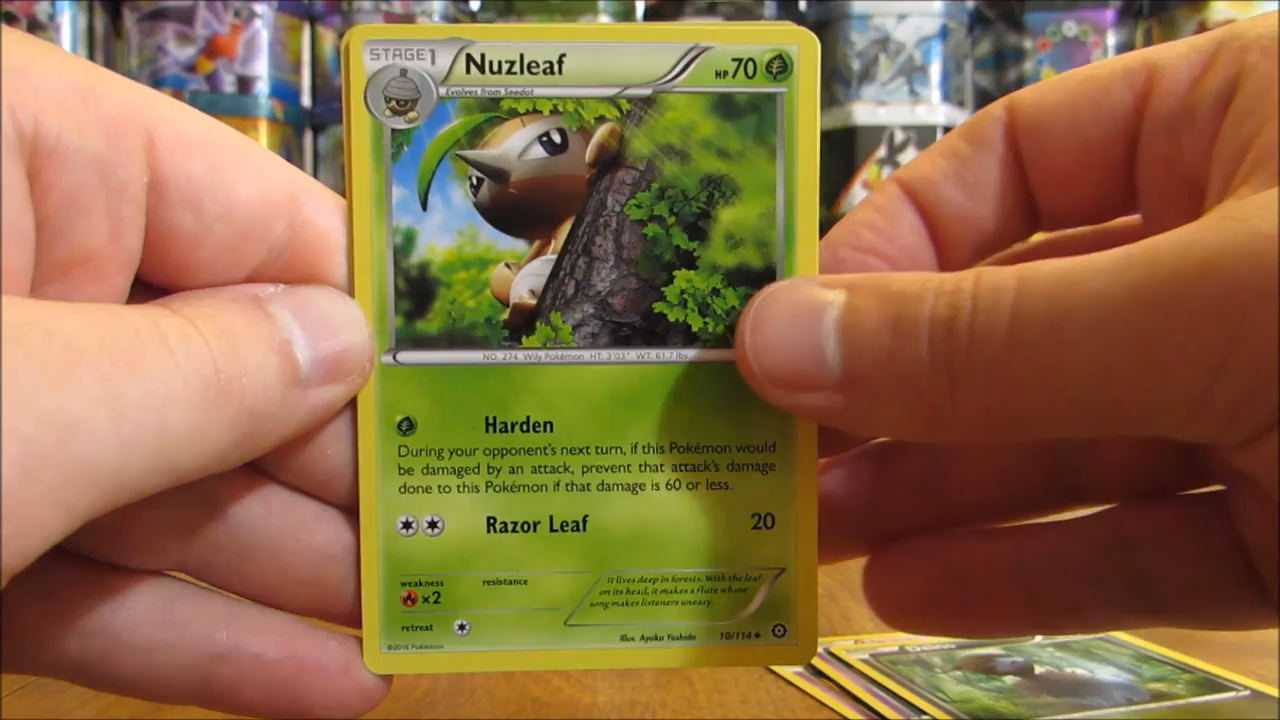 STAGE1 Nuzleaf HP70
Evolves from Seedot
NO. 274 Wily Pokémon HT: 3'03" WT: 61.7 lbs.
Harden
During your opponent's next turn, if this Pokémon would
be damaged by an attack, prevent that attack's damage
done to this Pokémon if that damage is 60 or less.
Razor Leaf 20
weakness resistance
×2
It lives deep in forests. With the leaf
on its head, it makes a flute whose
song makes listeners uneasy.
retreat
Illus. Ayaka Yoshida 10/114
©2016 Pokémon